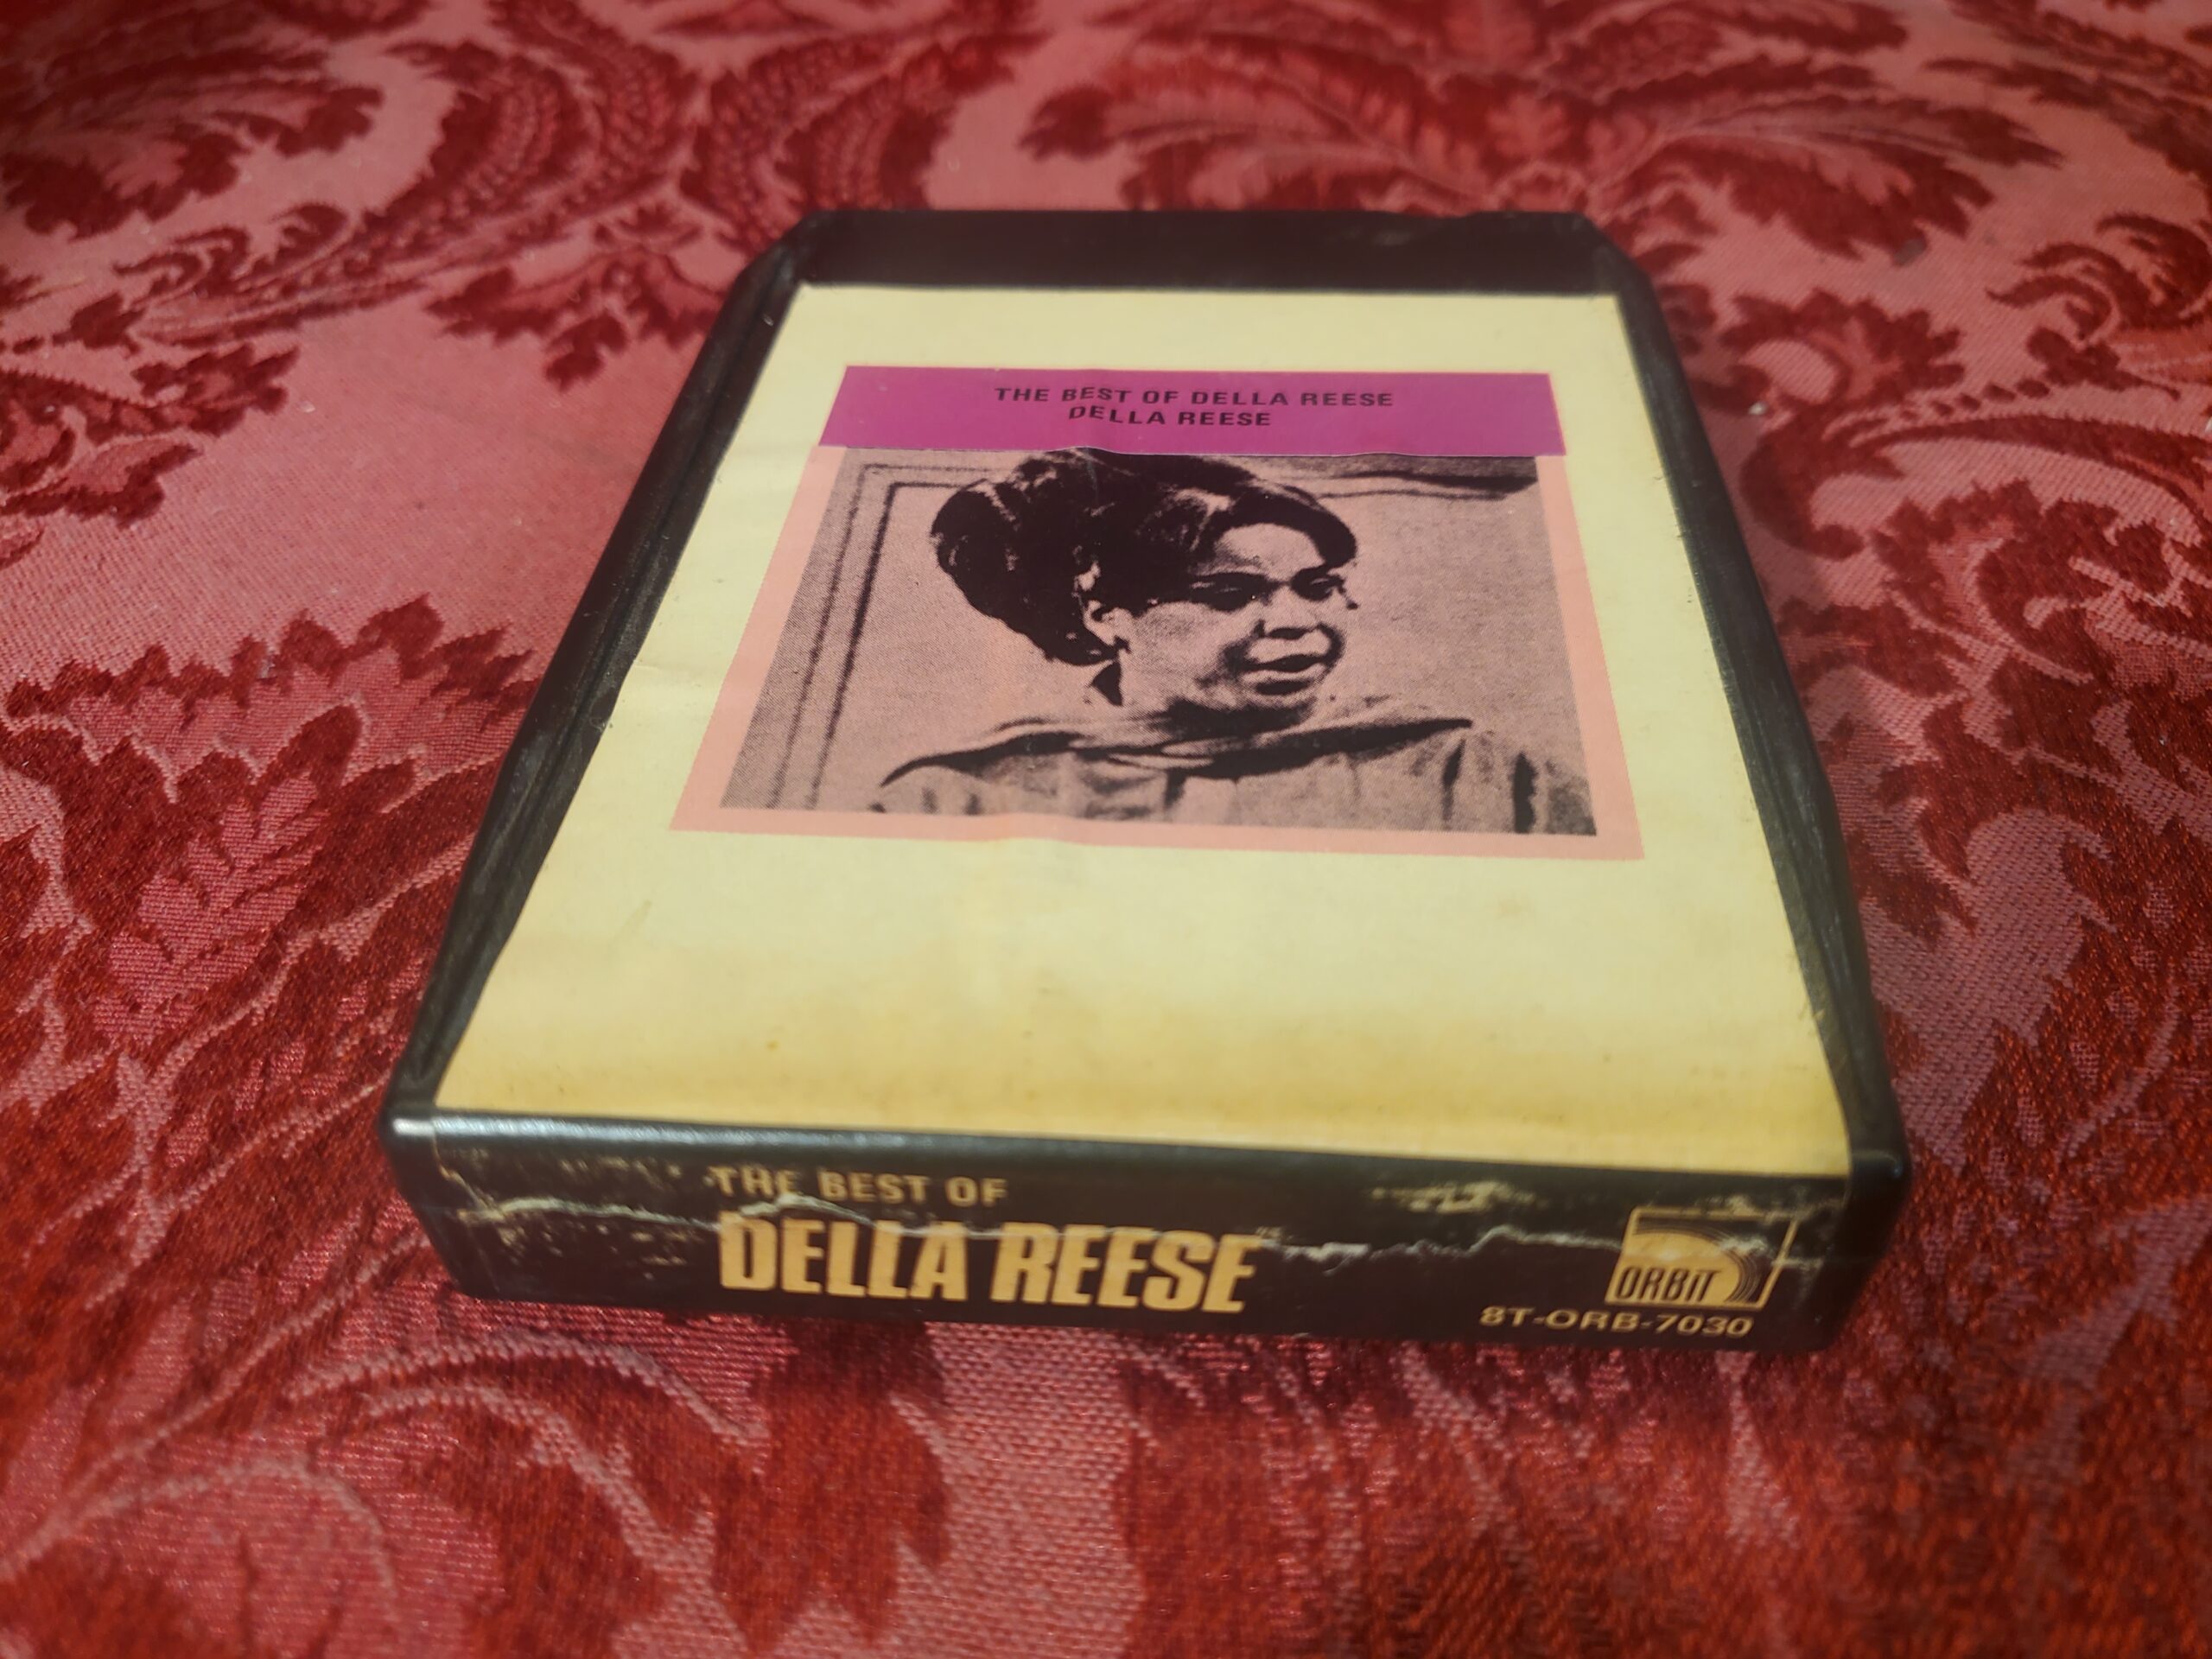 THE BEST OF DELLA REESE
DELLA REESE
THE BEST OF
DELLA REESE
ORBIT
8T-ORB-7030